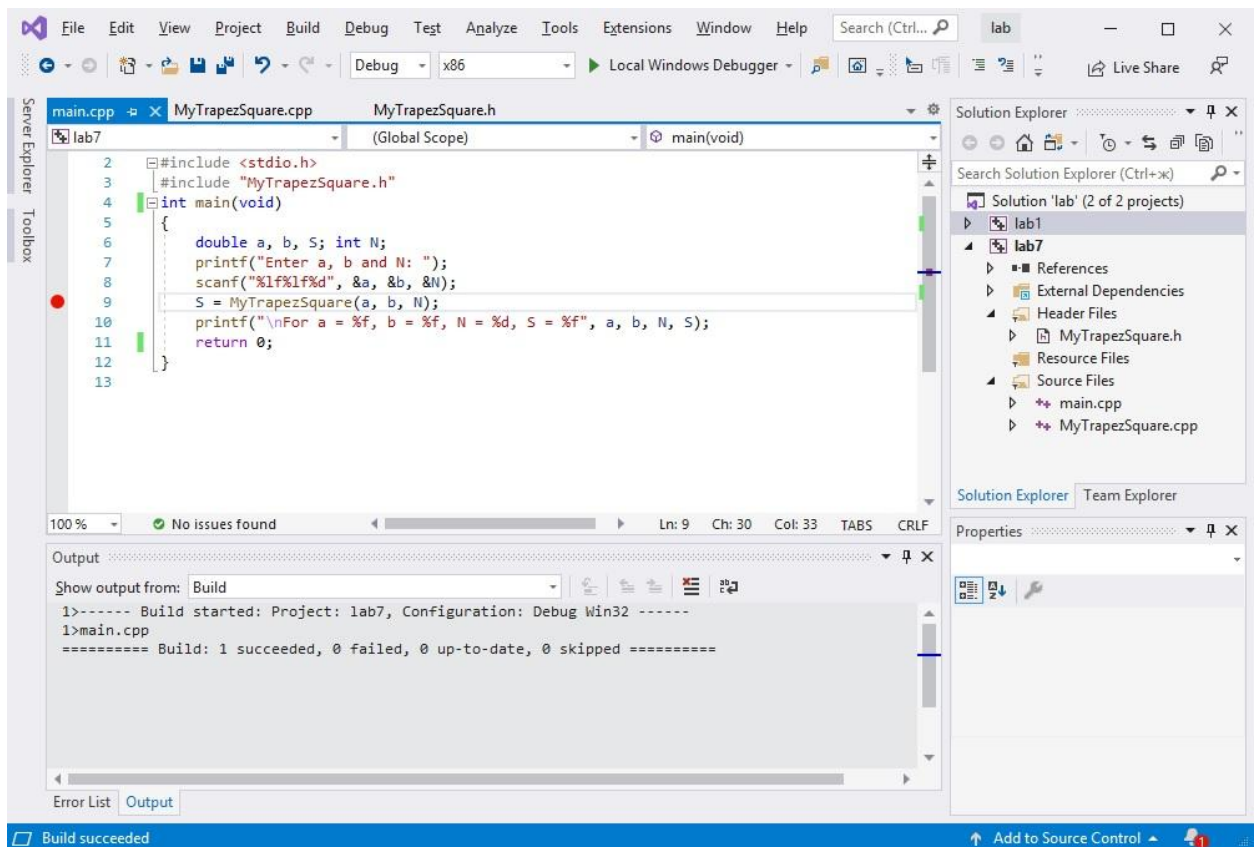 File Edit View Project Build Debug Test Analyze Tools Extensions Window Help Search (Ctrl... lab
Debug x86 Local Windows Debugger Live Share
Server Explorer
Toolbox
main.cpp MyTrapezSquare.cpp MyTrapezSquare.h
lab7 (Global Scope) main(void)
2 #include <stdio.h>
3 #include "MyTrapezSquare.h"
4 int main(void)
5 {
6 double a, b, S; int N;
7 printf("Enter a, b and N: ");
8 scanf("%lf%lf%d", &a, &b, &N);
9 S = MyTrapezSquare(a, b, N);
10 printf("\nFor a = %f, b = %f, N = %d, S = %f", a, b, N, S);
11 return 0;
12 }
13
100 % No issues found Ln: 9 Ch: 30 Col: 33 TABS CRLF
Output
Show output from: Build
1>------ Build started: Project: lab7, Configuration: Debug Win32 ------
1>main.cpp
========== Build: 1 succeeded, 0 failed, 0 up-to-date, 0 skipped ==========
Error List Output
Solution Explorer
Search Solution Explorer (Ctrl+ж)
Solution 'lab' (2 of 2 projects)
lab1
lab7
References
External Dependencies
Header Files
MyTrapezSquare.h
Resource Files
Source Files
main.cpp
MyTrapezSquare.cpp
Solution Explorer Team Explorer
Properties
Build succeeded Add to Source Control 1